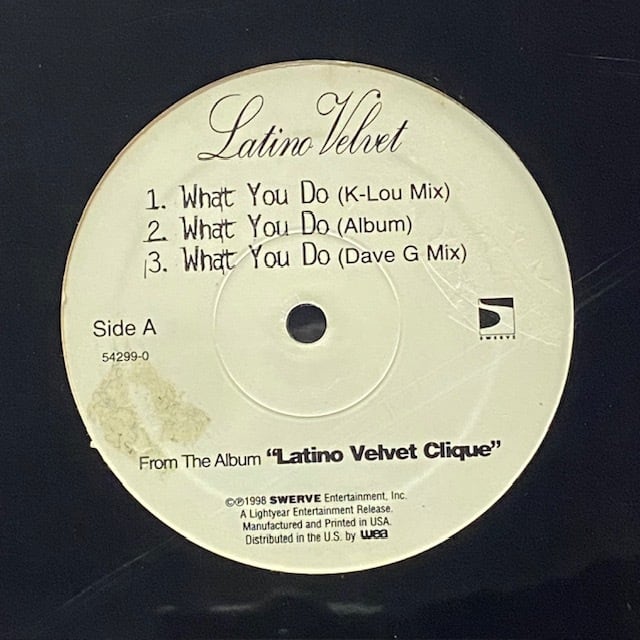 Latino Velvet
1. What You Do (K-Lou Mix)
2. What You Do (Album)
3. What You Do (Dave G Mix)
Side A
54299-0
SWERVE
From The Album "Latino Velvet Clique"
©℗1998 SWERVE Entertainment, Inc.
A Lightyear Entertainment Release.
Manufactured and Printed in USA.
Distributed in the U.S. by wea